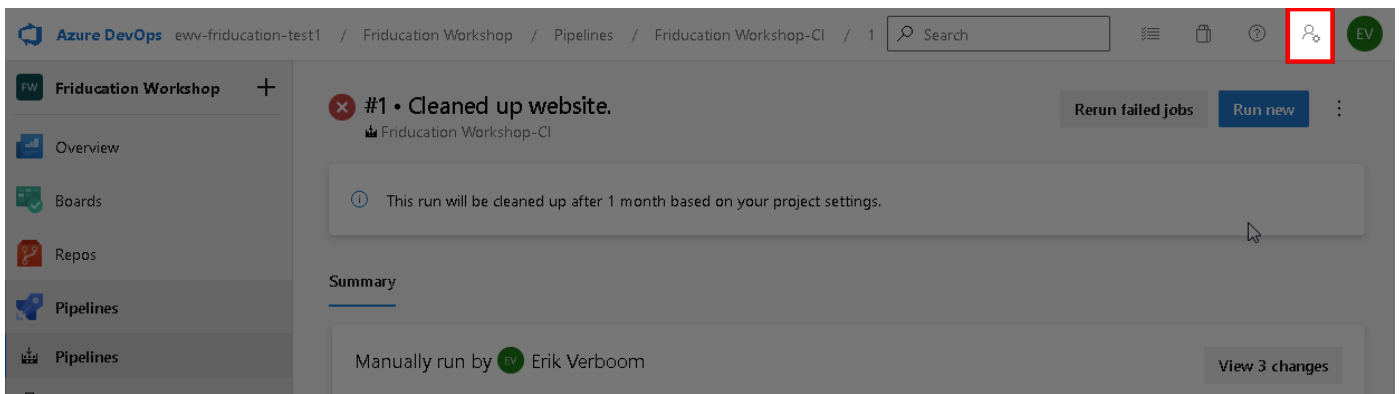 Azure DevOps ewv-friducation-test1 / Friducation Workshop / Pipelines / Friducation Workshop-CI / 1 Search EV
FW Friducation Workshop
Overview
Boards
Repos
Pipelines
Pipelines
#1 • Cleaned up website.
Friducation Workshop-CI
Rerun failed jobs
Run new
This run will be cleaned up after 1 month based on your project settings.
Summary
Manually run by EV Erik Verboom
View 3 changes